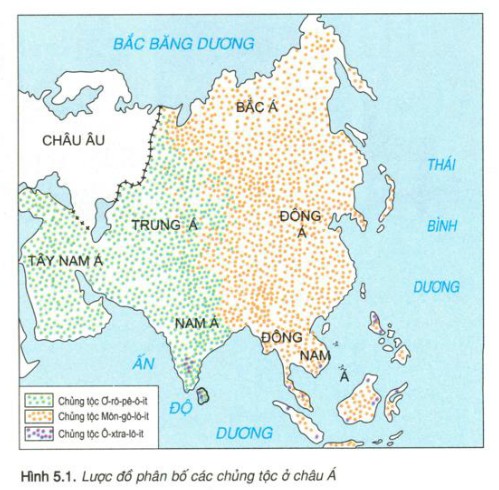 BẮC BĂNG DƯƠNG
BẮC Á
CHÂU ÂU
THÁI
BÌNH
DƯƠNG
TRUNG Á
ĐÔNG
Á
TÂY NAM Á
NAM Á
ĐÔNG
NAM
Á
ẤN
ĐỘ
DƯƠNG
Chủng tộc Ơ-rô-pê-ô-it
Chủng tộc Môn-gô-lô-it
Chủng tộc Ô-xtra-lô-it
Hình 5.1. Lược đồ phân bố các chủng tộc ở châu Á